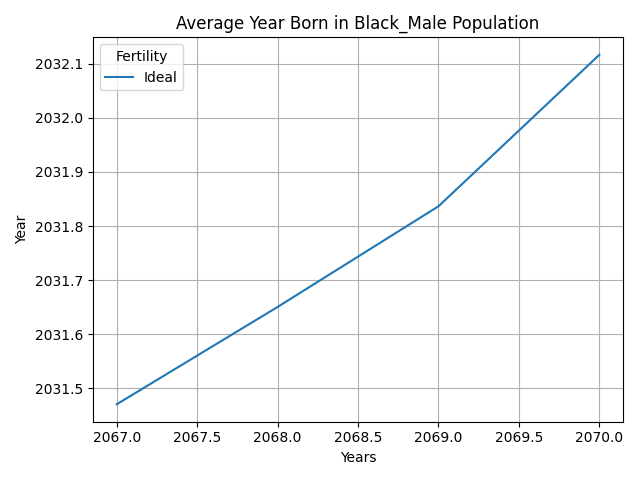 Average Year Born in Black_Male Population
Fertility
Ideal
Year
2032.1
2032.0
2031.9
2031.8
2031.7
2031.6
2031.5
2067.0 2067.5 2068.0 2068.5 2069.0 2069.5 2070.0
Years